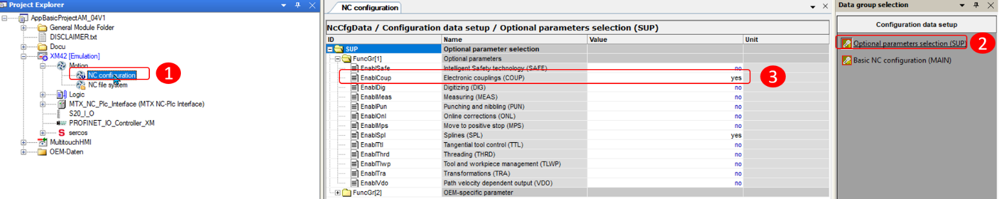 Project Explorer
AppBasicProjectAM_04V1
General Module Folder
DISCLAIMER.txt
Docu
XM42 [Emulation]
Motion
NC configuration
NC file system
Logic
MTX_NC_Plc_Interface (MTX NC-Plc Interface)
S20_I_O
PROFINET_IO_Controller_XM
sercos
MultitouchHMI
OEM-Daten
1
NC configuration
NcCfgData / Configuration data setup / Optional parameters selection (SUP)
ID Name Value Unit
SUP Optional parameter selection
FuncGr[1] Optional parameters
EnablSafe Intelligent Safety technology (SAFE) no
EnablCoup Electronic couplings (COUP) yes
EnablDig Digitizing (DIG) no
EnablMeas Measuring (MEAS) no
EnablPun Punching and nibbling (PUN) no
EnablOnl Online corrections (ONL) no
EnablMps Move to positive stop (MPS) no
EnablSpl Splines (SPL) yes
EnablTtl Tangential tool control (TTL) no
EnablThrd Threading (THRD) no
EnablTlwp Tool and workpiece management (TLWP) no
EnablTra Transformations (TRA) no
EnablVdo Path velocity dependent output (VDO) no
FuncGr[2] OEM-specific parameter
3
Data group selection
Configuration data setup
Optional parameters selection (SUP)
2
Basic NC configuration (MAIN)